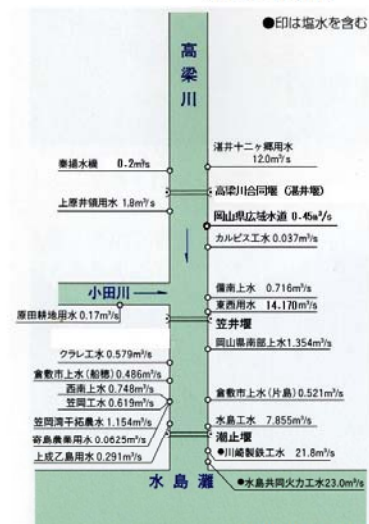 ●印は塩水を含む
高梁川
秦揚水機 0.2m³/s
湛井十二ヶ郷用水
12.0m³/s
高梁川合同堰（湛井堰）
上原井領用水 1.8m³/s
岡山県広域水道 0.45m³/s
カルピス工水 0.037m³/s
小田川
備南上水 0.716m³/s
東西用水 14.170m³/s
原田耕地用水 0.17m³/s
笠井堰
岡山県南部上水 1.354m³/s
クラレ工水 0.579m³/s
倉敷市上水(船穂) 0.486m³/s
西南上水 0.748m³/s
笠岡工水 0.619m³/s
倉敷市上水(片島) 0.521m³/s
笠岡湾干拓農水 1.154m³/s
水島工水 7.855m³/s
寄島農業用水 0.0625m³/s
潮止堰
上成乙島用水 0.291m³/s
●川崎製鉄工水 21.8m³/s
水島灘
●水島共同火力工水23.0m³/s